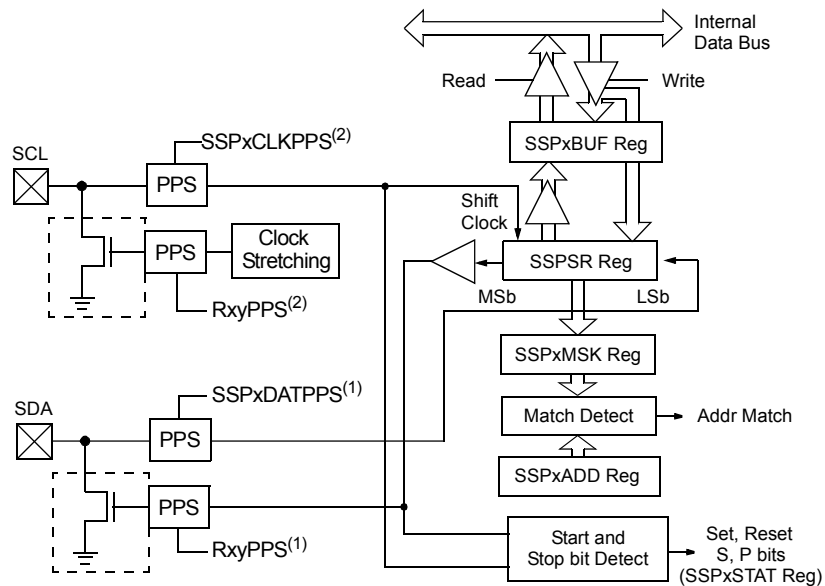 Internal
Data Bus
Read
Write
SSPxCLKPPS(2)
SSPxBUF Reg
SCL
PPS
Shift
Clock
PPS
Clock
Stretching
SSPSR Reg
MSb
LSb
RxyPPS(2)
SSPxMSK Reg
SSPxDATPPS(1)
SDA
PPS
Match Detect
Addr Match
SSPxADD Reg
PPS
Start and
Stop bit Detect
Set, Reset
S, P bits
(SSPxSTAT Reg)
RxyPPS(1)